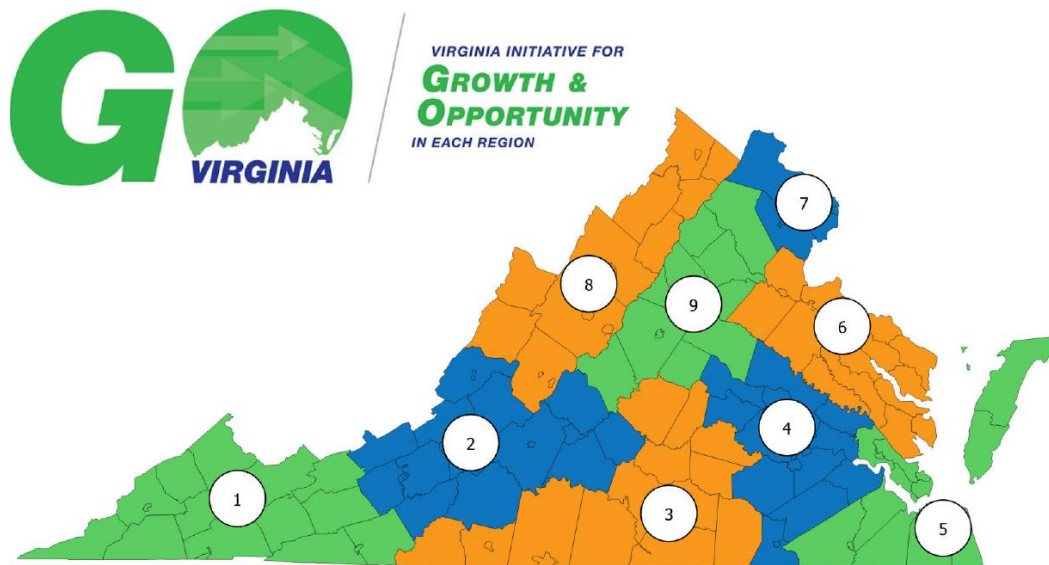 GO
VIRGINIA
VIRGINIA INITIATIVE FOR
GROWTH &
OPPORTUNITY
IN EACH REGION
7
8
9
6
4
2
1
3
5